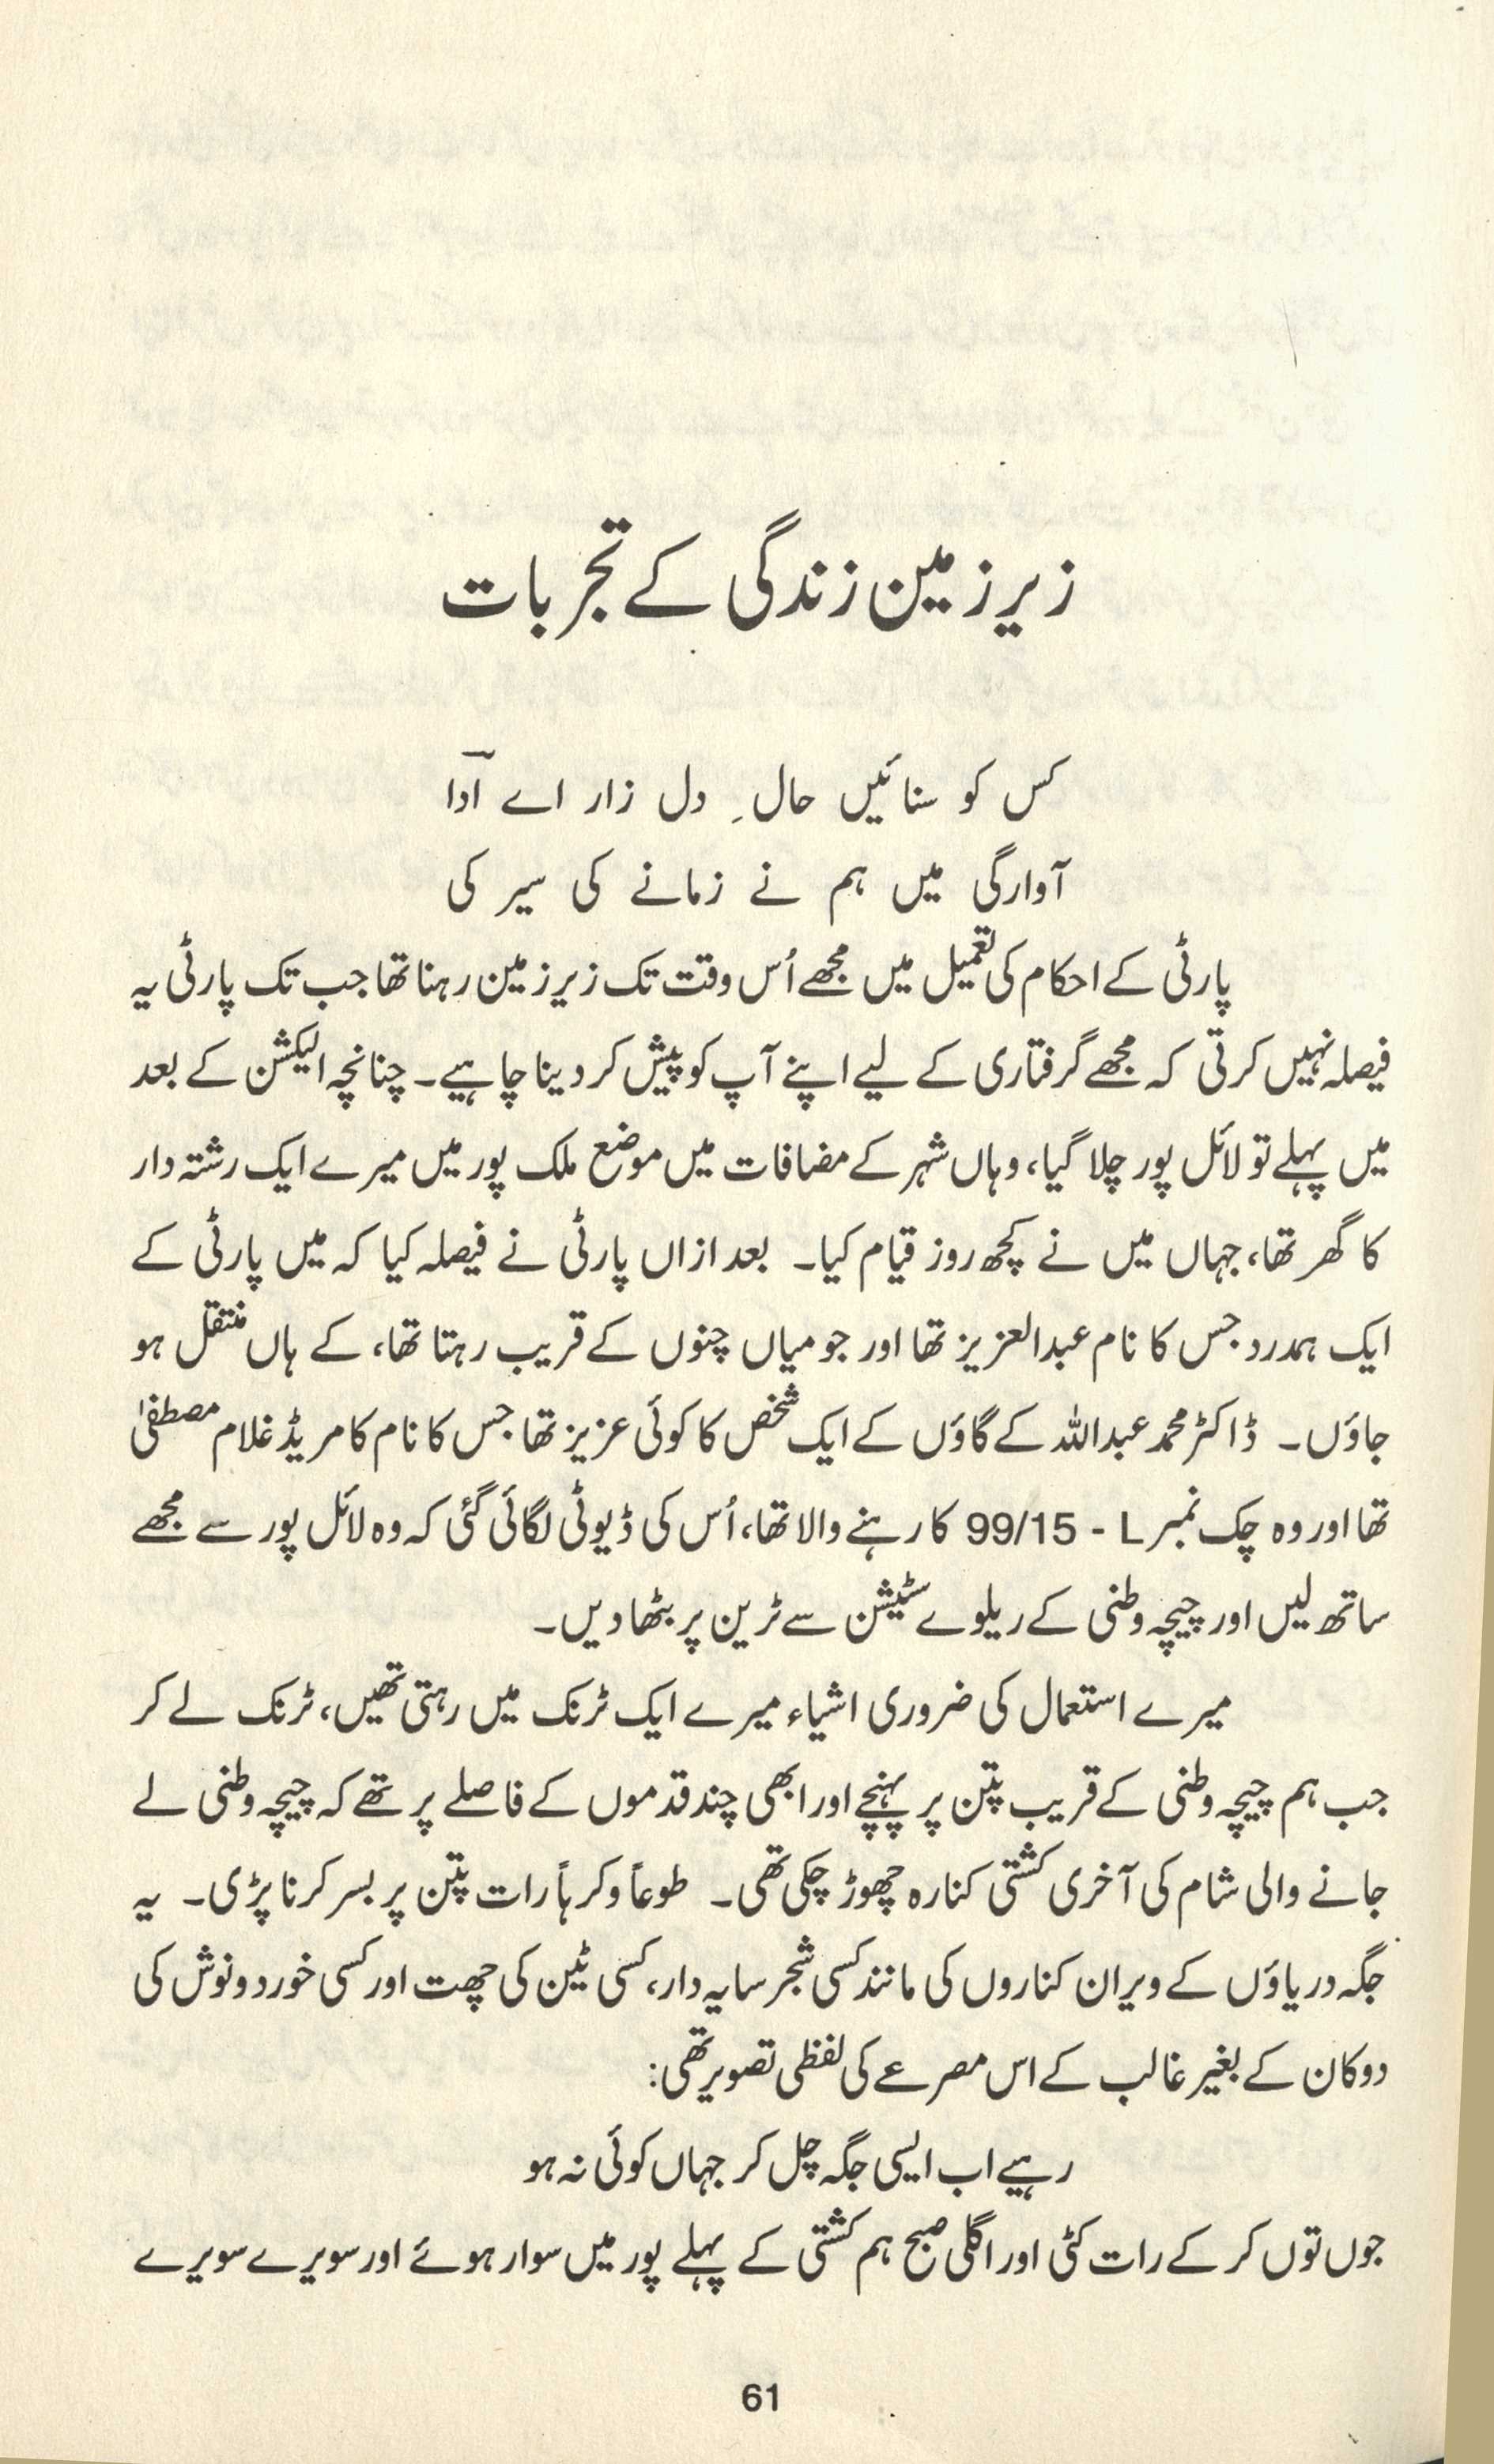 زیر زمین زندگی کے تجربات
کس کو سنائیں حالِ دل زار اے آدا
آوارگی میں ہم نے زمانے کی سیر کی
پارٹی کے احکام کی تعمیل میں مجھے اُس وقت تک زیر زمین رہنا تھا جب تک پارٹی یہ
فیصلہ نہیں کرتی کہ مجھے گرفتاری کے لیے اپنے آپ کو پیش کر دینا چاہیے۔ چنانچہ الیکشن کے بعد
میں پہلے تو لائل پور چلا گیا، وہاں شہر کے مضافات میں موضع ملک پور میں میرے ایک رشتہ دار
کا گھر تھا، جہاں میں نے کچھ روز قیام کیا۔ بعد ازاں پارٹی نے فیصلہ کیا کہ میں پارٹی کے
ایک ہمدرد جس کا نام عبدالعزیز تھا اور جو میاں چنوں کے قریب رہتا تھا، کے ہاں منتقل ہو
جاؤں۔ ڈاکٹر محمد عبداللہ کے گاؤں کے ایک شخص کا کوئی عزیز تھا جس کا نام کامریڈ غلام مصطفیٰ
تھا اور وہ چک نمبر 99/15 - L کا رہنے والا تھا، اُس کی ڈیوٹی لگائی گئی کہ وہ لائل پور سے مجھے
ساتھ لیں اور چیچہ وطنی کے ریلوے سٹیشن سے ٹرین پر بٹھا دیں۔
میرے استعمال کی ضروری اشیاء میرے ایک ٹرنک میں رہتی تھیں، ٹرنک لے کر
جب ہم چیچہ وطنی کے قریب پتن پر پہنچے اور ابھی چند قدموں کے فاصلے پر تھے کہ چیچہ وطنی لے
جانے والی شام کی آخری کشتی کنارہ چھوڑ چکی تھی۔ طوعاً و کرہاً رات پتن پر بسر کرنا پڑی۔ یہ
جگہ دریاؤں کے ویران کناروں کی مانند کسی شجر سایہ دار، کسی ٹین کی چھت اور کسی خورد و نوش کی
دوکان کے بغیر غالب کے اس مصرعے کی لفظی تصویر تھی:
رہیے اب ایسی جگہ چل کر جہاں کوئی نہ ہو
جوں توں کر کے رات کٹی اور اگلی صبح ہم کشتی کے پہلے پور میں سوار ہوئے اور سویرے سویرے
61